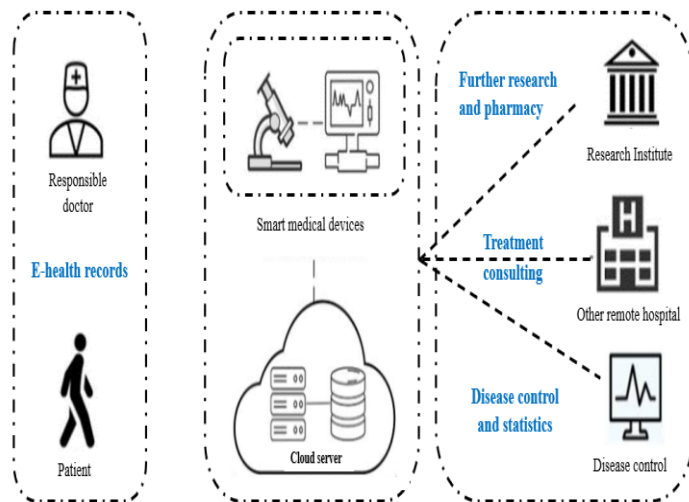 Responsible
doctor
E-health records
Patient
Smart medical devices
Cloud server
Further research
and pharmacy
Research Institute
H
Treatment
consulting
Other remote hospital
Disease control
and statistics
Disease control